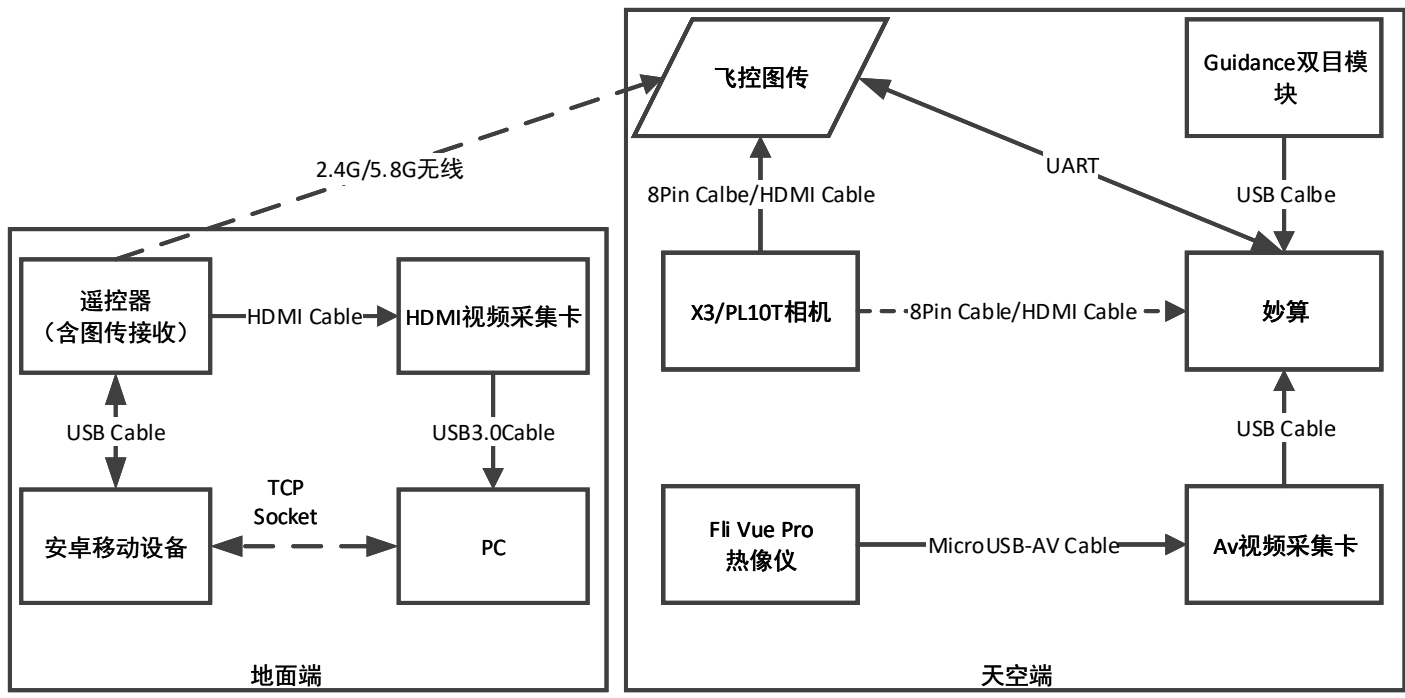 飞控图传
Guidance双目模
块
2.4G/5.8G无线
UART
8Pin Calbe/HDMI Cable
USB Calbe
遥控器
（含图传接收）
HDMI Cable
HDMI视频采集卡
X3/PL10T相机
8Pin Cable/HDMI Cable
妙算
USB Cable
USB3.0Cable
USB Cable
TCP
Socket
安卓移动设备
PC
Fli Vue Pro
热像仪
MicroUSB-AV Cable
Av视频采集卡
地面端
天空端